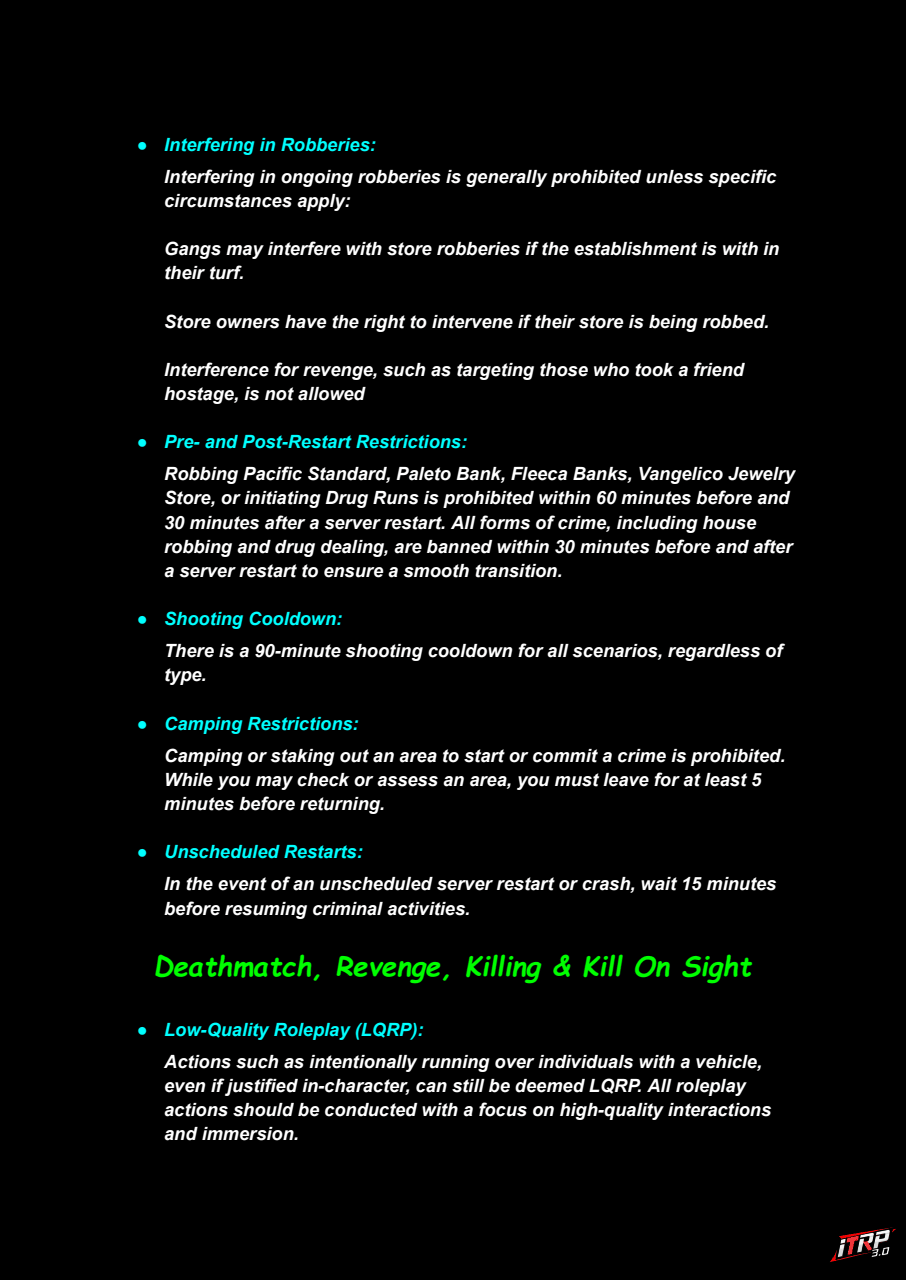 ● Interfering in Robberies:
Interfering in ongoing robberies is generally prohibited unless specific
circumstances apply:
Gangs may interfere with store robberies if the establishment is with in
their turf.
Store owners have the right to intervene if their store is being robbed.
Interference for revenge, such as targeting those who took a friend
hostage, is not allowed
● Pre- and Post-Restart Restrictions:
Robbing Pacific Standard, Paleto Bank, Fleeca Banks, Vangelico Jewelry
Store, or initiating Drug Runs is prohibited within 60 minutes before and
30 minutes after a server restart. All forms of crime, including house
robbing and drug dealing, are banned within 30 minutes before and after
a server restart to ensure a smooth transition.
● Shooting Cooldown:
There is a 90-minute shooting cooldown for all scenarios, regardless of
type.
● Camping Restrictions:
Camping or staking out an area to start or commit a crime is prohibited.
While you may check or assess an area, you must leave for at least 5
minutes before returning.
● Unscheduled Restarts:
In the event of an unscheduled server restart or crash, wait 15 minutes
before resuming criminal activities.
Deathmatch, Revenge, Killing & Kill On Sight
● Low-Quality Roleplay (LQRP):
Actions such as intentionally running over individuals with a vehicle,
even if justified in-character, can still be deemed LQRP. All roleplay
actions should be conducted with a focus on high-quality interactions
and immersion.
iTRP
3.0